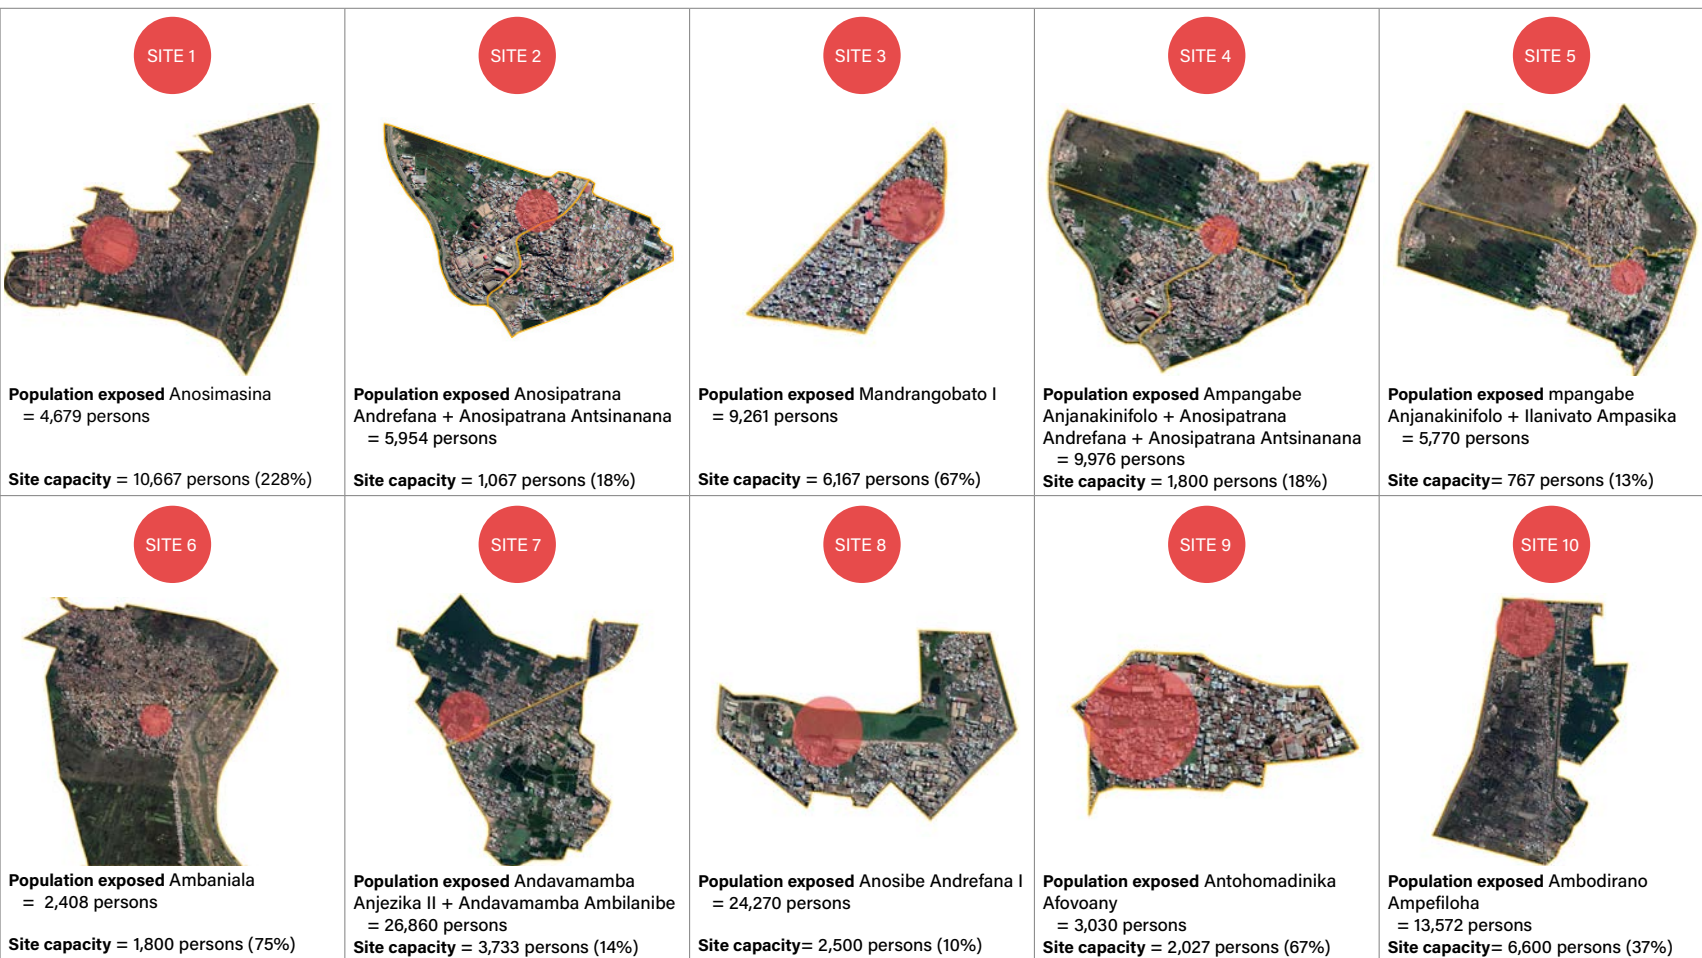 SITE 1
Population exposed Anosimasina
= 4,679 persons
Site capacity = 10,667 persons (228%)
SITE 2
Population exposed Anosipatrana
Andrefana + Anosipatrana Antsinanana
= 5,954 persons
Site capacity = 1,067 persons (18%)
SITE 3
Population exposed Mandrangobato I
= 9,261 persons
Site capacity = 6,167 persons (67%)
SITE 4
Population exposed Ampangabe
Anjanakinifolo + Anosipatrana
Andrefana + Anosipatrana Antsinanana
= 9,976 persons
Site capacity = 1,800 persons (18%)
SITE 5
Population exposed mpangabe
Anjanakinifolo + Ilanivato Ampasika
= 5,770 persons
Site capacity= 767 persons (13%)
SITE 6
Population exposed Ambaniala
= 2,408 persons
Site capacity = 1,800 persons (75%)
SITE 7
Population exposed Andavamamba
Anjezika II + Andavamamba Ambilanibe
= 26,860 persons
Site capacity = 3,733 persons (14%)
SITE 8
Population exposed Anosibe Andrefana I
= 24,270 persons
Site capacity= 2,500 persons (10%)
SITE 9
Population exposed Antohomadinika
Afovoany
= 3,030 persons
Site capacity = 2,027 persons (67%)
SITE 10
Population exposed Ambodirano
Ampefiloha
= 13,572 persons
Site capacity= 6,600 persons (37%)